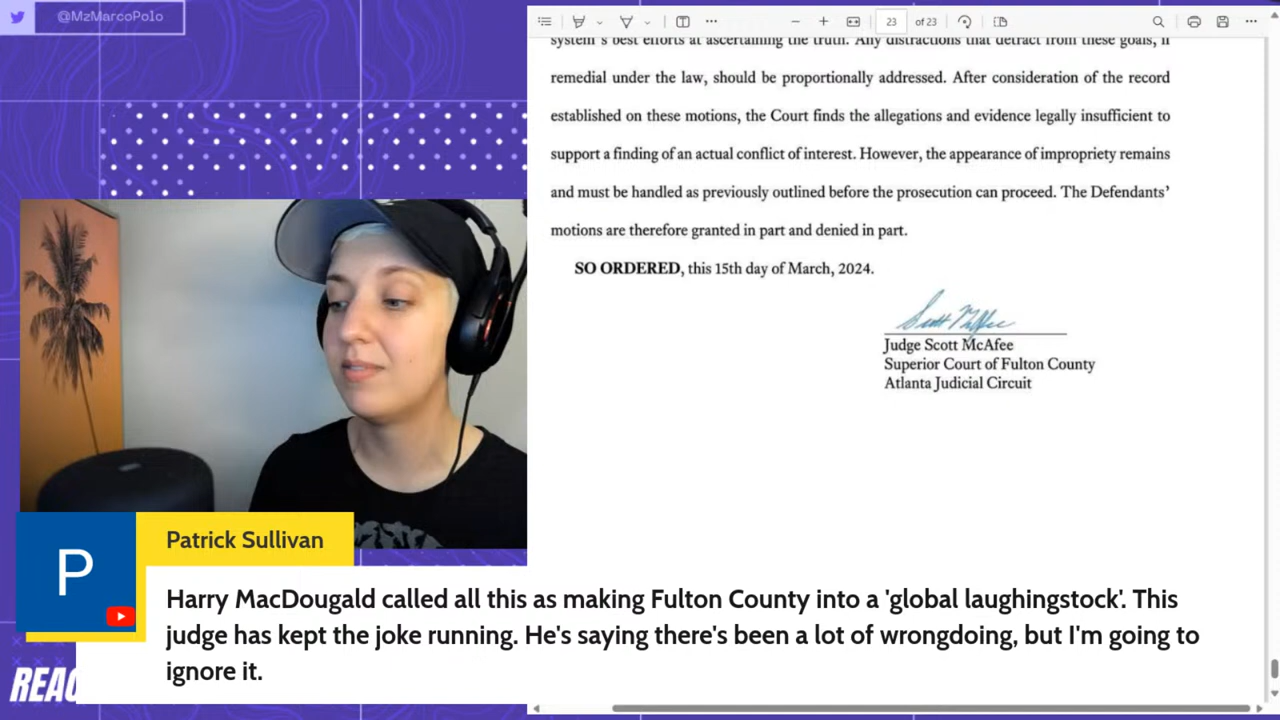 @MzMarcoPolo
23 of 23
system's best efforts at ascertaining the truth. Any distractions that detract from these goals, if
remedial under the law, should be proportionally addressed. After consideration of the record
established on these motions, the Court finds the allegations and evidence legally insufficient to
support a finding of an actual conflict of interest. However, the appearance of impropriety remains
and must be handled as previously outlined before the prosecution can proceed. The Defendants'
motions are therefore granted in part and denied in part.
SO ORDERED, this 15th day of March, 2024.
Scott McAfee
Judge Scott McAfee
Superior Court of Fulton County
Atlanta Judicial Circuit
P
Patrick Sullivan
Harry MacDougald called all this as making Fulton County into a 'global laughingstock'. This
judge has kept the joke running. He's saying there's been a lot of wrongdoing, but I'm going to
ignore it.